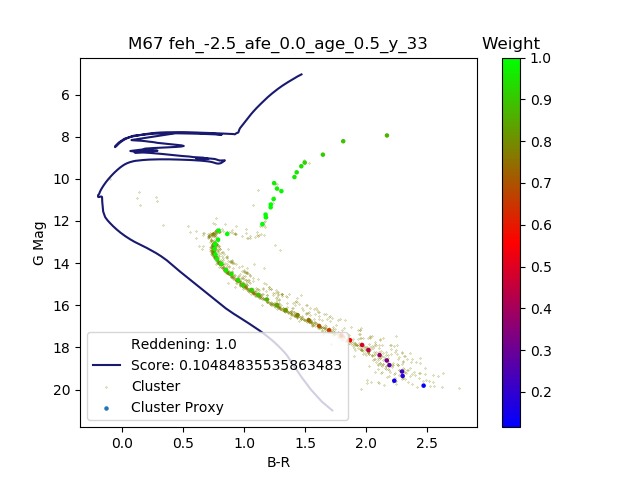 M67 feh_-2.5_afe_0.0_age_0.5_y_33
Weight
G Mag
6
8
10
12
14
16
18
20
0.0
0.5
1.0
1.5
2.0
2.5
B-R
Reddening: 1.0
Score: 0.10484835535863483
Cluster
Cluster Proxy
1.0
0.9
0.8
0.7
0.6
0.5
0.4
0.3
0.2